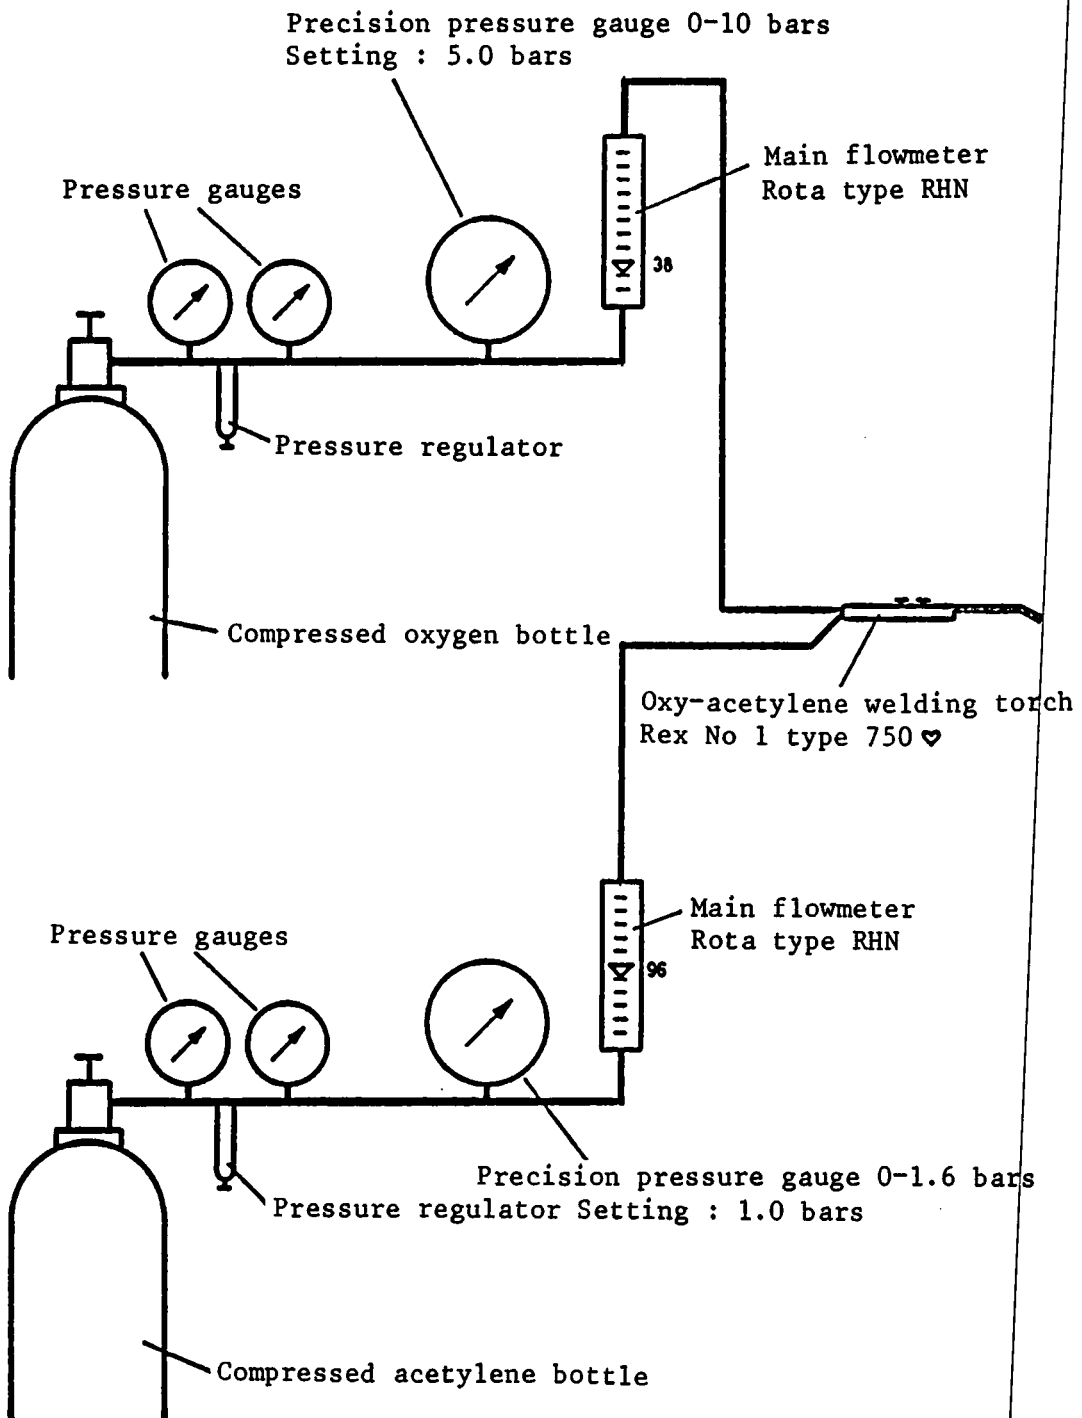 Precision pressure gauge 0-10 bars
Setting : 5.0 bars
Main flowmeter
Rota type RHN
Pressure gauges
38
Pressure regulator
Compressed oxygen bottle
Oxy-acetylene welding torch
Rex No 1 type 750
Main flowmeter
Rota type RHN
Pressure gauges
96
Precision pressure gauge 0-1.6 bars
Pressure regulator Setting : 1.0 bars
Compressed acetylene bottle